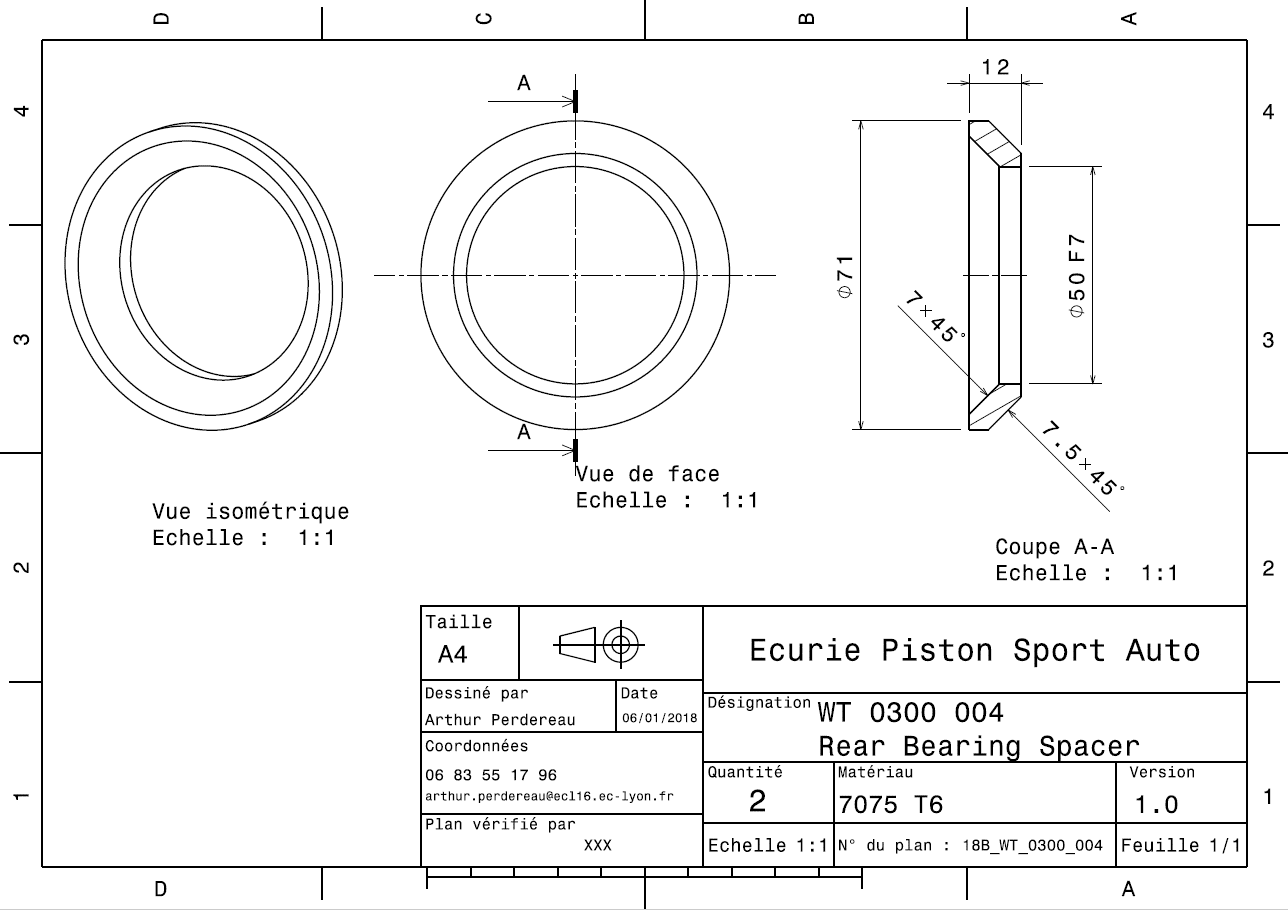 D C B A
4 4
3 3
2 2
1 1
A
A
12
⌀71
⌀50 F7
7×45°
7.5×45°
Vue isométrique
Echelle : 1:1
Vue de face
Echelle : 1:1
Coupe A-A
Echelle : 1:1
Taille
A4
Ecurie Piston Sport Auto
Dessiné par
Arthur Perdereau
Date
06/01/2018
Désignation
WT 0300 004
Rear Bearing Spacer
Coordonnées
06 83 55 17 96
arthur.perdereau@ecl16.ec-lyon.fr
Quantité
2
Matériau
7075 T6
Version
1.0
Plan vérifié par
XXX
Echelle 1:1
N° du plan : 18B_WT_0300_004
Feuille 1/1
D A